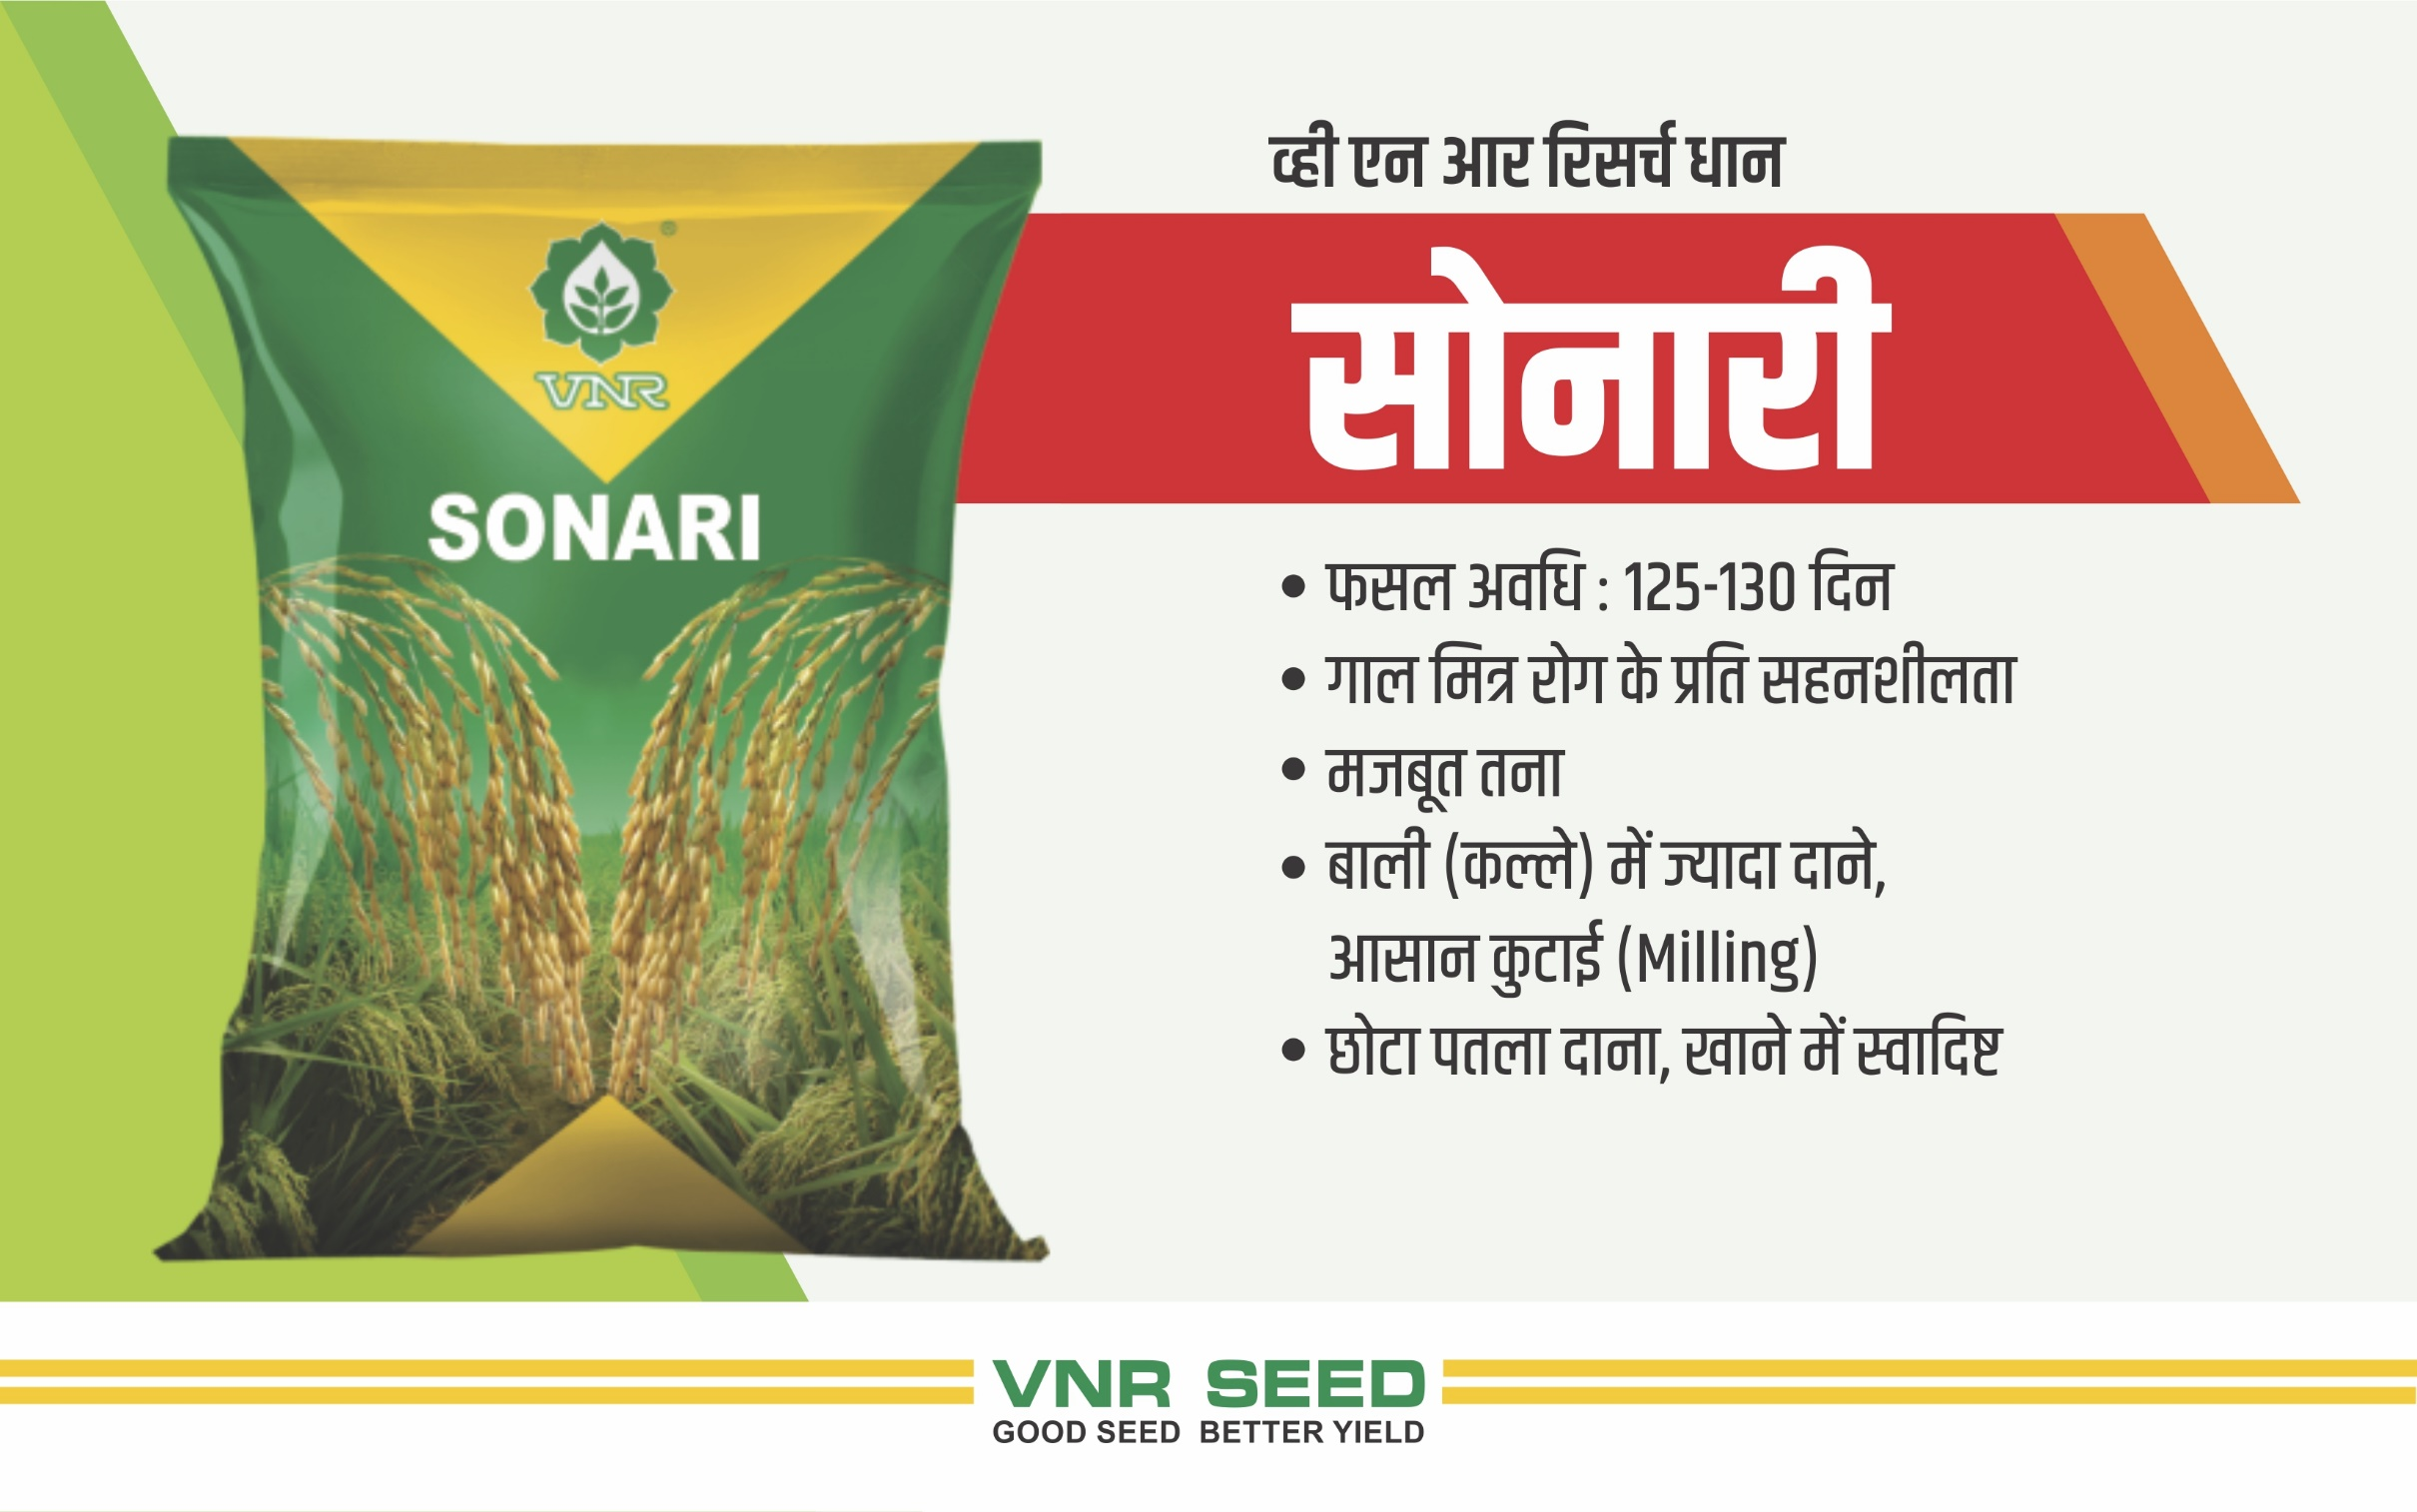 VNR
SONARI
व्ही एन आर रिसर्च धान
सोनारी
• फसल अवधि : 125-130 दिन
• गाल मित्र रोग के प्रति सहनशीलता
• मजबूत तना
• बाली (कल्ले) में ज्यादा दाने,
आसान कुटाई (Milling)
• छोटा पतला दाना, खाने में स्वादिष्ट
VNR SEED
GOOD SEED BETTER YIELD